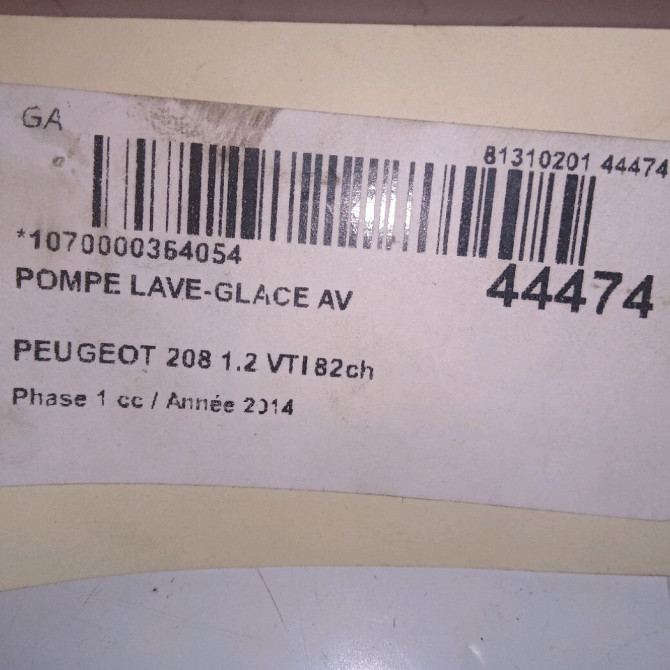 GA
81310201 44474
*1070000364054
44474
POMPE LAVE-GLACE AV
PEUGEOT 208 1.2 VTI 82ch
Phase 1 cc / Année 2014